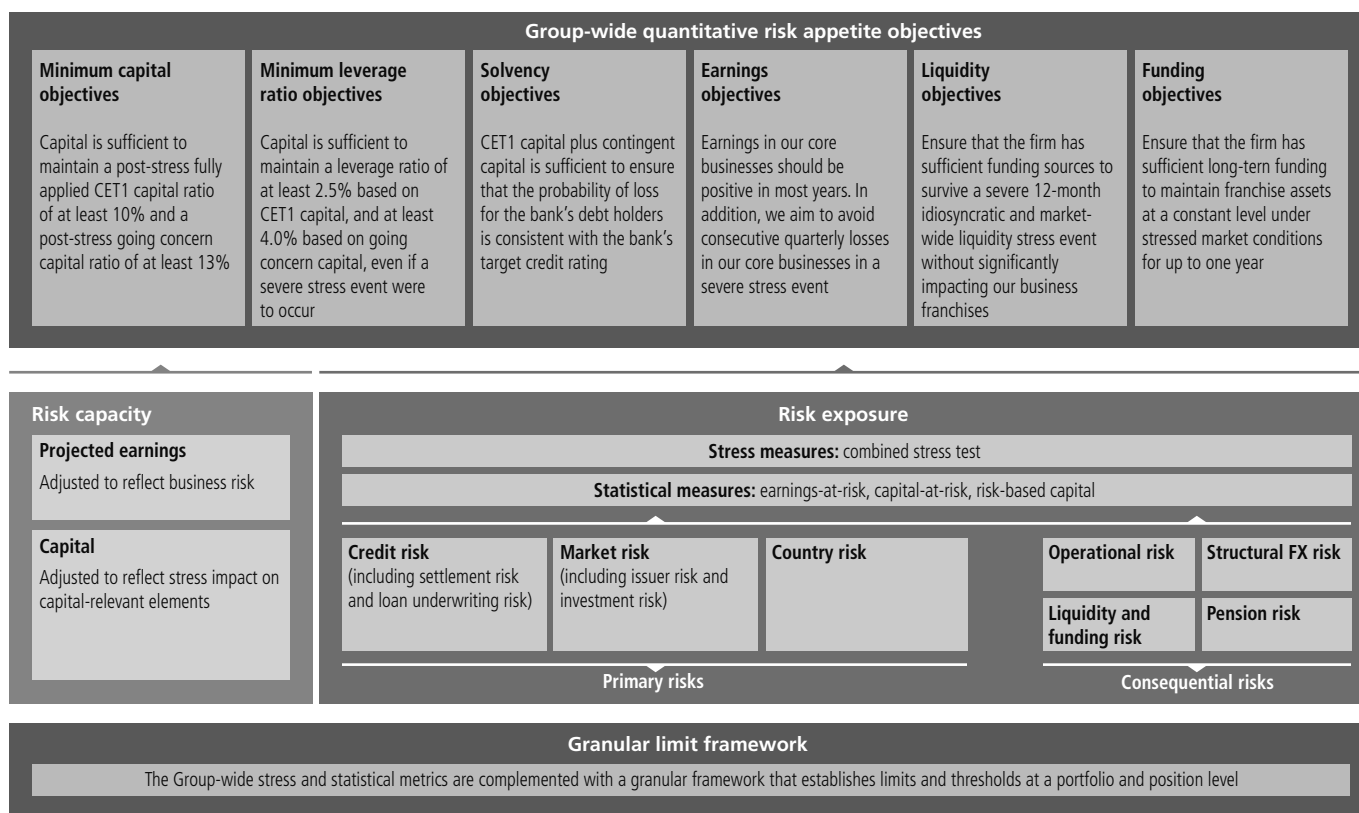 Group-wide quantitative risk appetite objectives
Minimum capital
objectives
Capital is sufficient to
maintain a post-stress fully
applied CET1 capital ratio
of at least 10% and a
post-stress going concern
capital ratio of at least 13%
Minimum leverage
ratio objectives
Capital is sufficient to
maintain a leverage ratio of
at least 2.5% based on
CET1 capital, and at least
4.0% based on going
concern capital, even if a
severe stress event were
to occur
Solvency
objectives
CET1 capital plus contingent
capital is sufficient to ensure
that the probability of loss
for the bank’s debt holders
is consistent with the bank’s
target credit rating
Earnings
objectives
Earnings in our core
businesses should be
positive in most years. In
addition, we aim to avoid
consecutive quarterly losses
in our core businesses in a
severe stress event
Liquidity
objectives
Ensure that the firm has
sufficient funding sources to
survive a severe 12-month
idiosyncratic and market-
wide liquidity stress event
without significantly
impacting our business
franchises
Funding
objectives
Ensure that the firm has
sufficient long-tern funding
to maintain franchise assets
at a constant level under
stressed market conditions
for up to one year
Risk capacity
Projected earnings
Adjusted to reflect business risk
Capital
Adjusted to reflect stress impact on
capital-relevant elements
Risk exposure
Stress measures: combined stress test
Statistical measures: earnings-at-risk, capital-at-risk, risk-based capital
Credit risk
(including settlement risk
and loan underwriting risk)
Market risk
(including issuer risk and
investment risk)
Country risk
Primary risks
Operational risk
Structural FX risk
Liquidity and
funding risk
Pension risk
Consequential risks
Granular limit framework
The Group-wide stress and statistical metrics are complemented with a granular framework that establishes limits and thresholds at a portfolio and position level